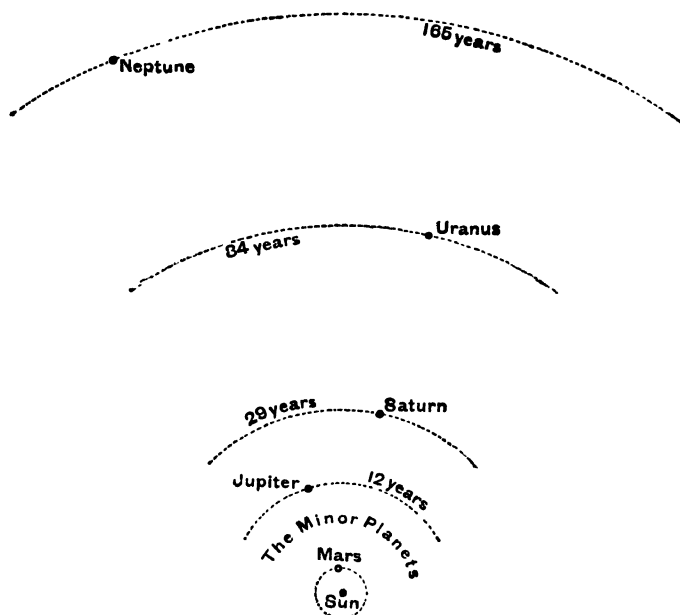 165 years
Neptune
Uranus
84 years
Saturn
29 years
Jupiter
12 years
The Minor Planets
Mars
Sun